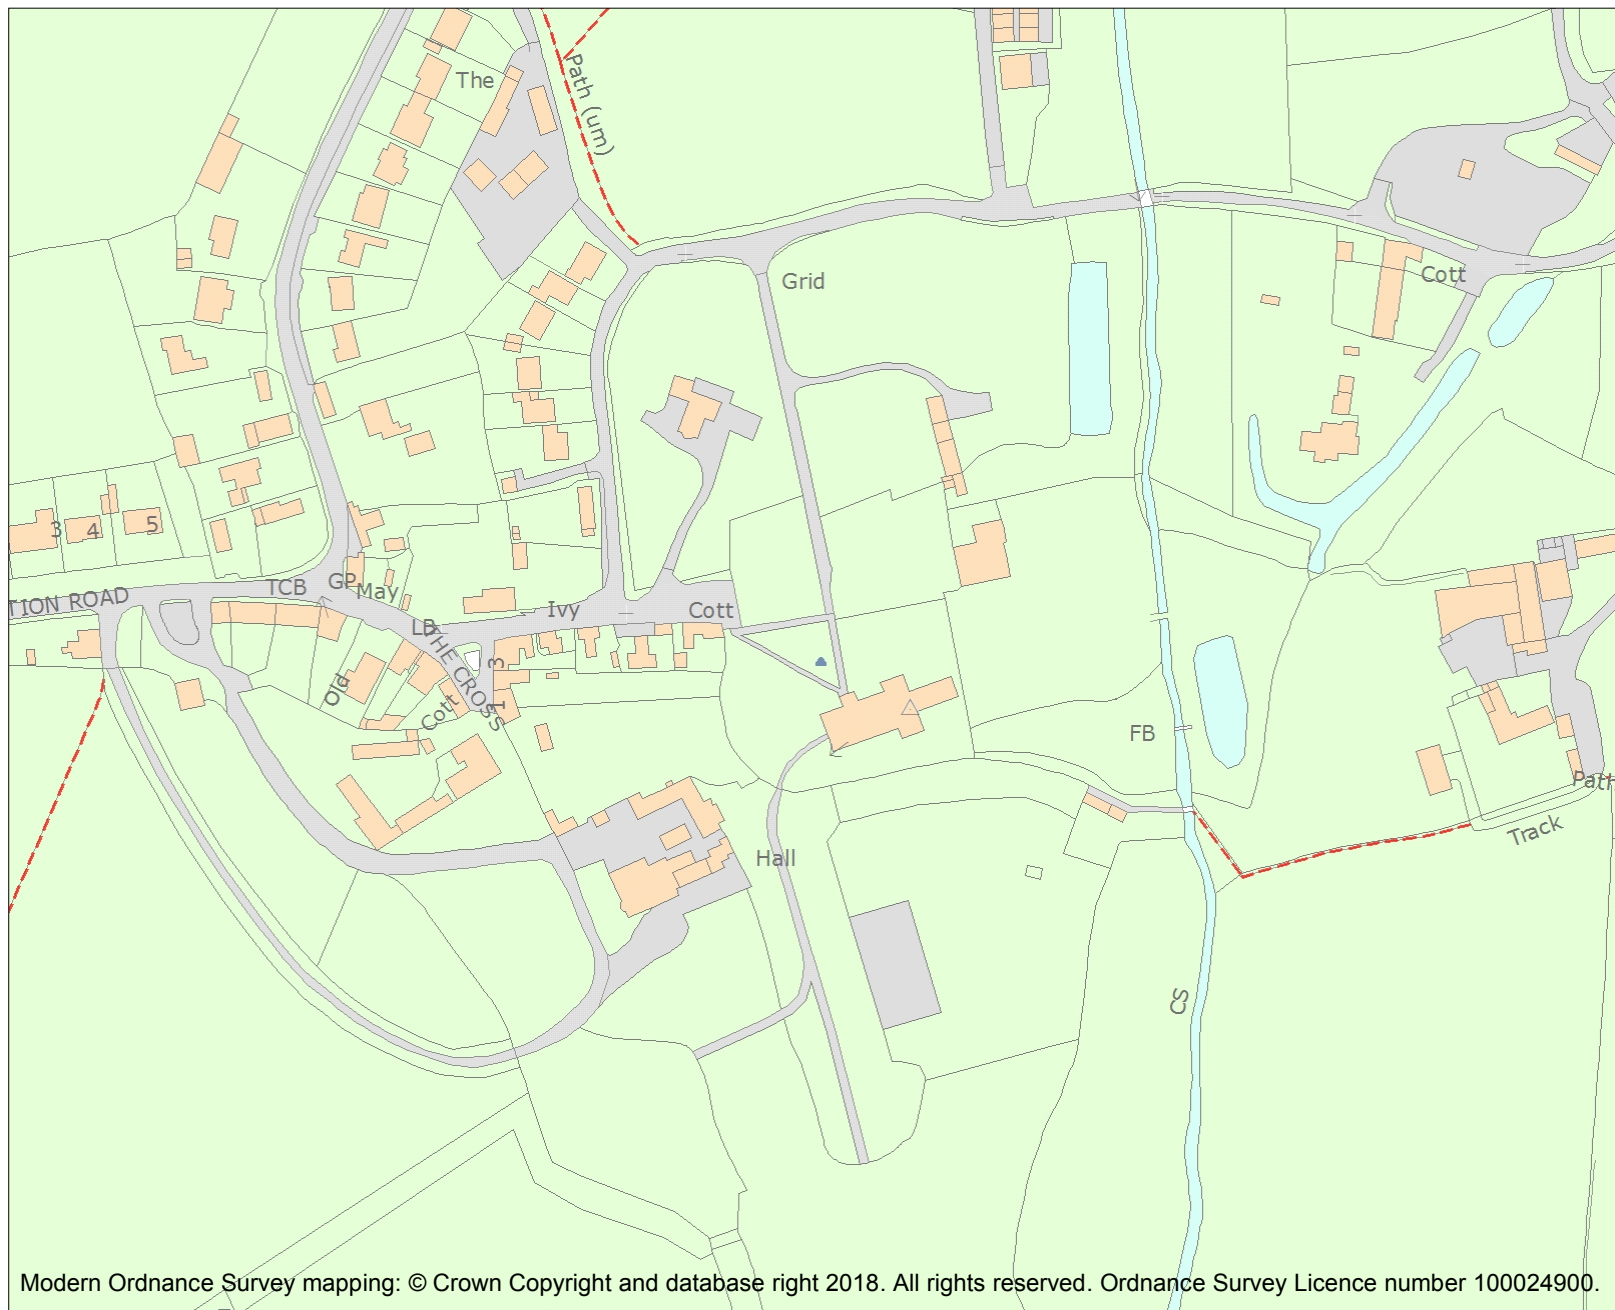 The
Path (um)
Grid
Cott
3
4
5
TION ROAD
TCB
GP
May
LB
Ivy
Cott
THE CROSS
3
1
Old
Cott
FB
Path
Track
Hall
CS
Modern Ordnance Survey mapping: © Crown Copyright and database right 2018. All rights reserved. Ordnance Survey Licence number 100024900.